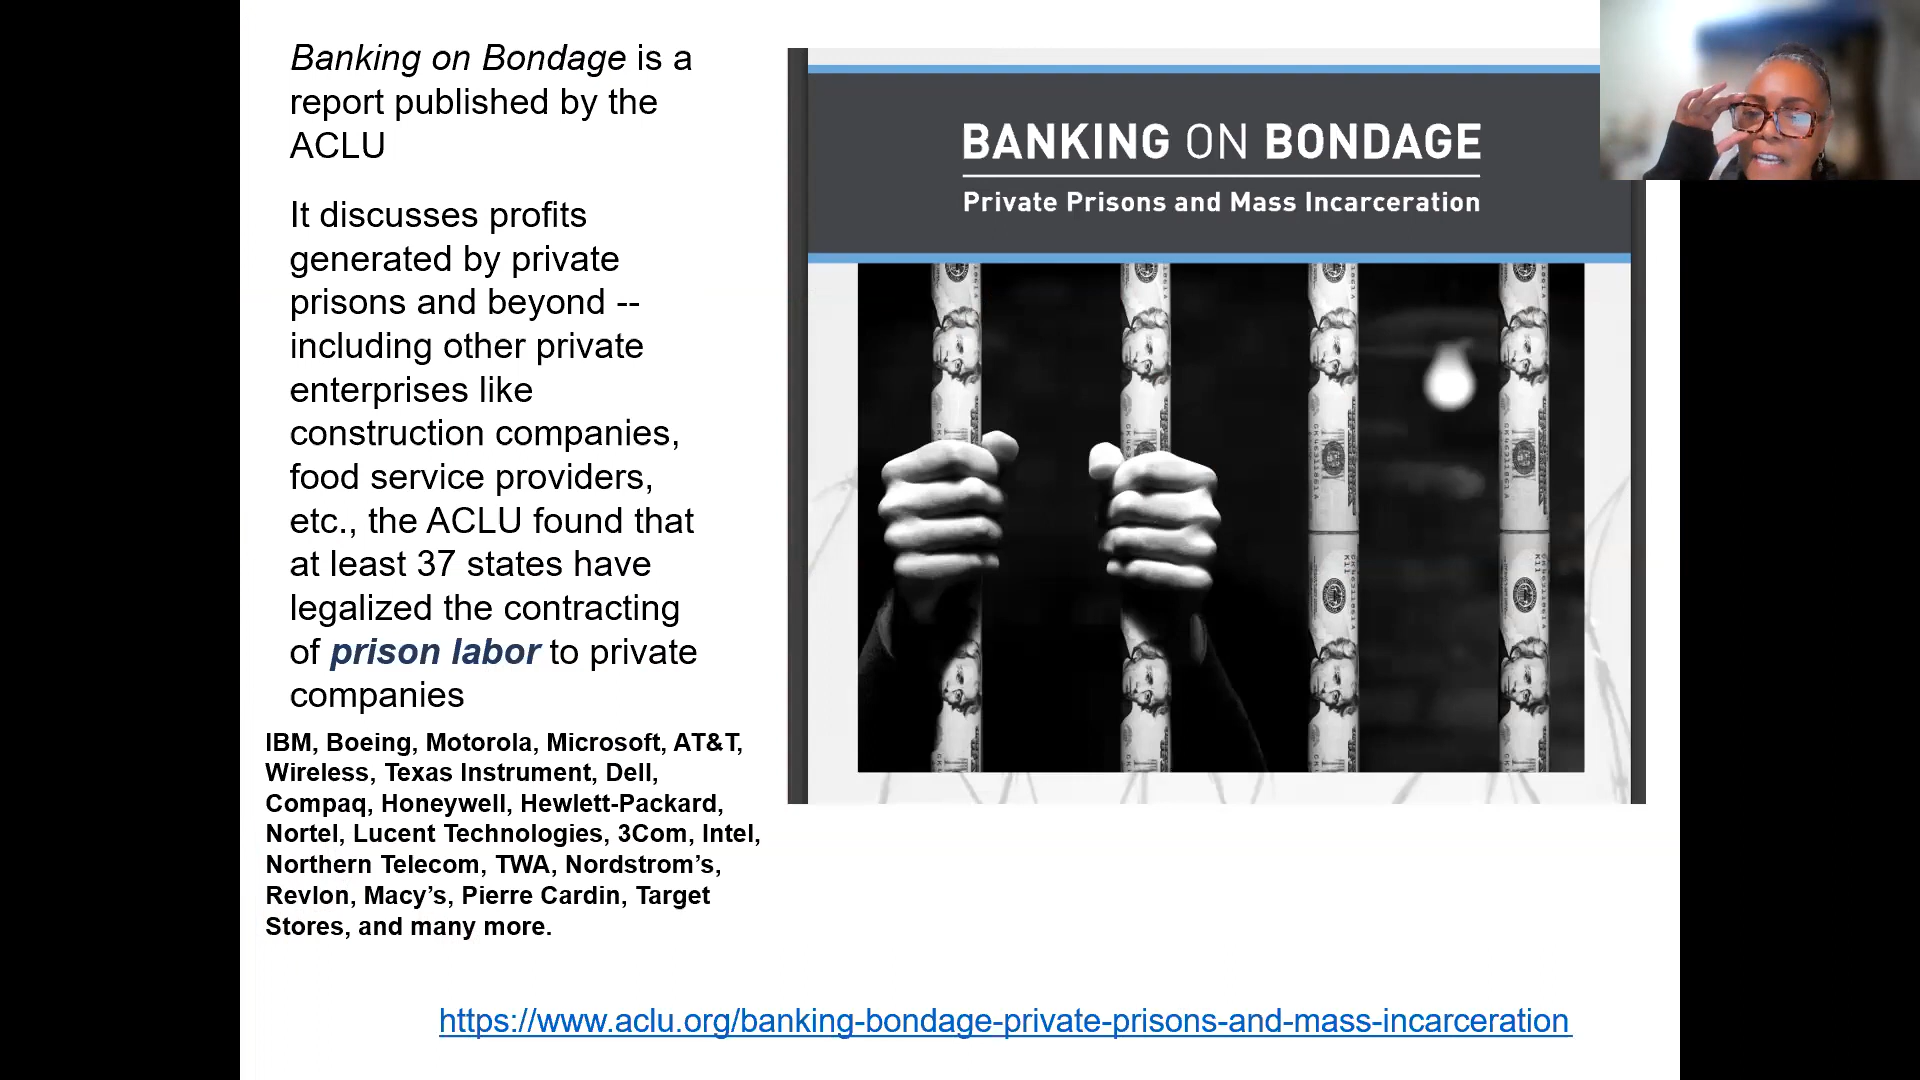 Banking on Bondage is a
report published by the
ACLU
It discusses profits
generated by private
prisons and beyond --
including other private
enterprises like
construction companies,
food service providers,
etc., the ACLU found that
at least 37 states have
legalized the contracting
of prison labor to private
companies
IBM, Boeing, Motorola, Microsoft, AT&T,
Wireless, Texas Instrument, Dell,
Compaq, Honeywell, Hewlett-Packard,
Nortel, Lucent Technologies, 3Com, Intel,
Northern Telecom, TWA, Nordstrom’s,
Revlon, Macy’s, Pierre Cardin, Target
Stores, and many more.
BANKING ON BONDAGE
Private Prisons and Mass Incarceration
https://www.aclu.org/banking-bondage-private-prisons-and-mass-incarceration